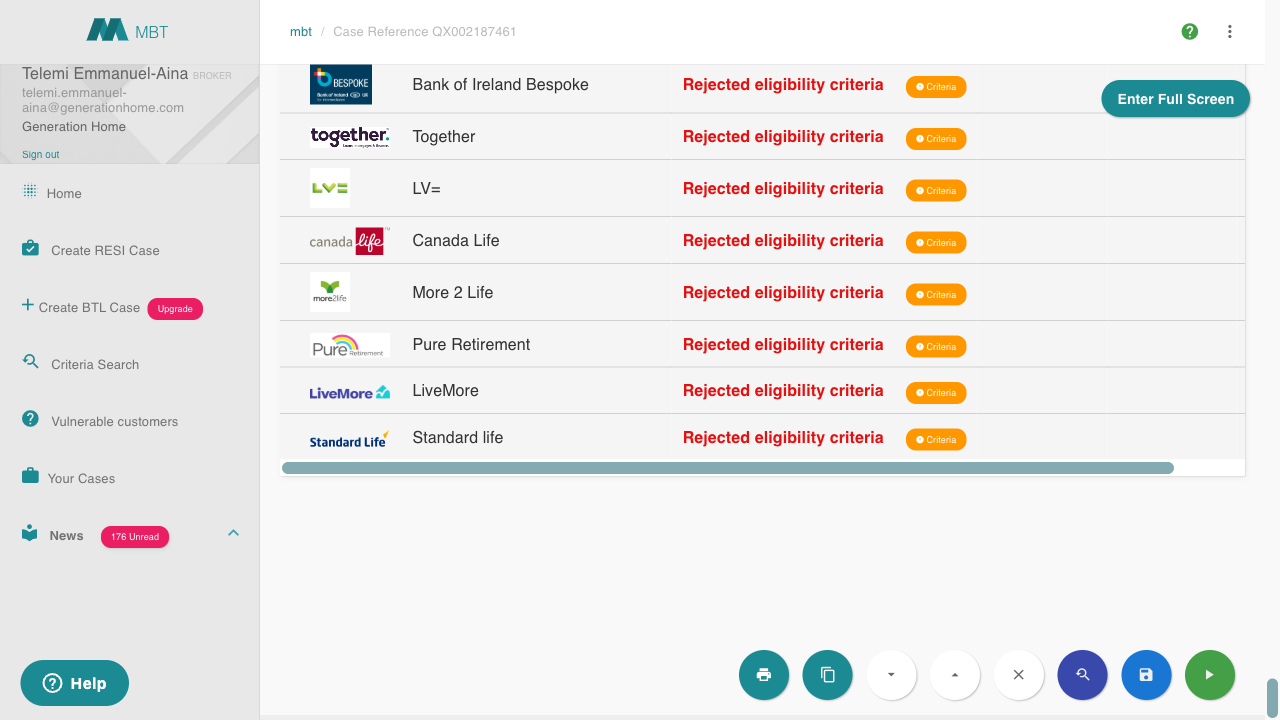 MBT
mbt / Case Reference QX002187461
Telemi Emmanuel-Aina BROKER
telemi.emmanuel-
aina@generationhome.com
Generation Home
Sign out
Home
Create RESI Case
Create BTL Case Upgrade
Criteria Search
Vulnerable customers
Your Cases
News 176 Unread
Help
Enter Full Screen
BESPOKE Bank of Ireland Bespoke Rejected eligibility criteria Criteria
together. Together Rejected eligibility criteria Criteria
LV= LV= Rejected eligibility criteria Criteria
canada life Canada Life Rejected eligibility criteria Criteria
more2life More 2 Life Rejected eligibility criteria Criteria
Pure Retirement Pure Retirement Rejected eligibility criteria Criteria
LiveMore LiveMore Rejected eligibility criteria Criteria
Standard Life Standard life Rejected eligibility criteria Criteria